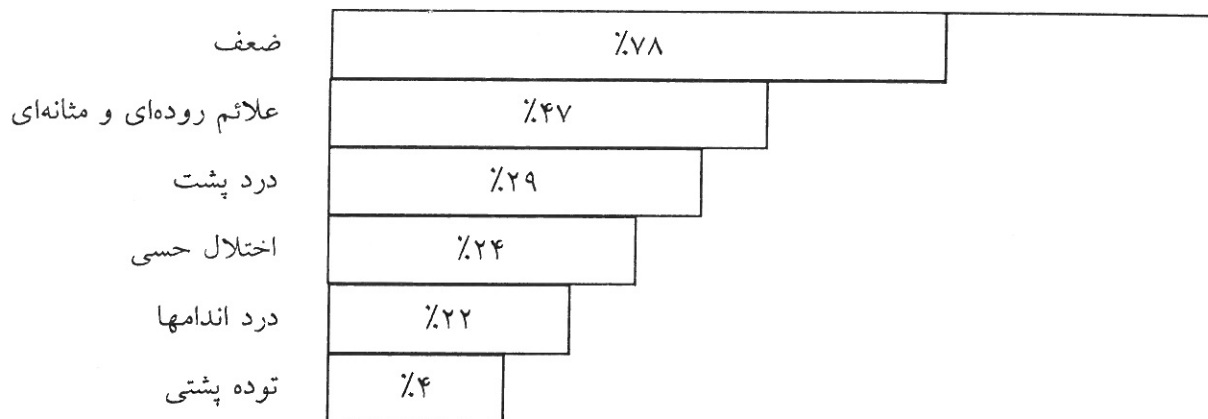 ضعف ٪۷۸
علائم روده‌ای و مثانه‌ای ٪۴۷
درد پشت ٪۲۹
اختلال حسی ٪۲۴
درد اندامها ٪۲۲
توده پشتی ٪۴